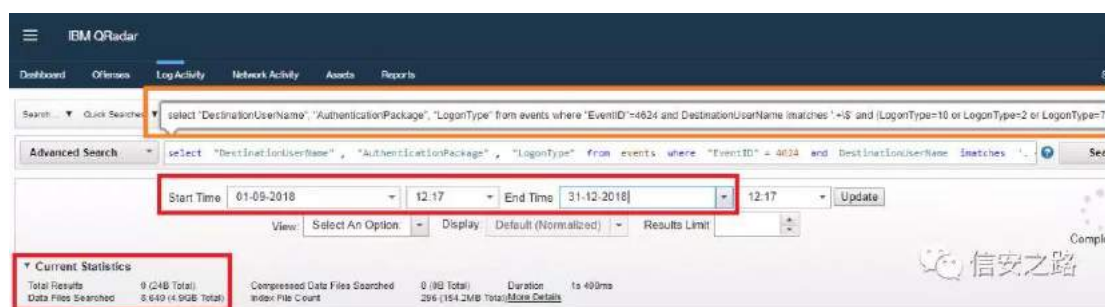 IBM QRadar
Dashboard Offenses Log Activity Network Activity Assets Reports
Search... Quick Searches
select "DestinationUserName", "AuthenticationPackage", "LogonType" from events where "EventID"=4624 and DestinationUserName imatches '.+\$' and (LogonType=10 or LogonType=2 or LogonType=7
Advanced Search select "DestinationUserName" , "AuthenticationPackage" , "LogonType" from events where "EventID" = 4624 and DestinationUserName imatches '. Sea
Start Time 01-09-2018 12:17 End Time 31-12-2018 12:17 Update
View: Select An Option: Display: Default (Normalized) Results Limit
Comple
Current Statistics
Total Results 0 (24B Total) Compressed Data Files Searched 0 (0B Total) Duration 1s 490ms
Data Files Searched 8,649 (4.9GB Total) Index File Count 296 (154.2MB Total) More Details
信安之路